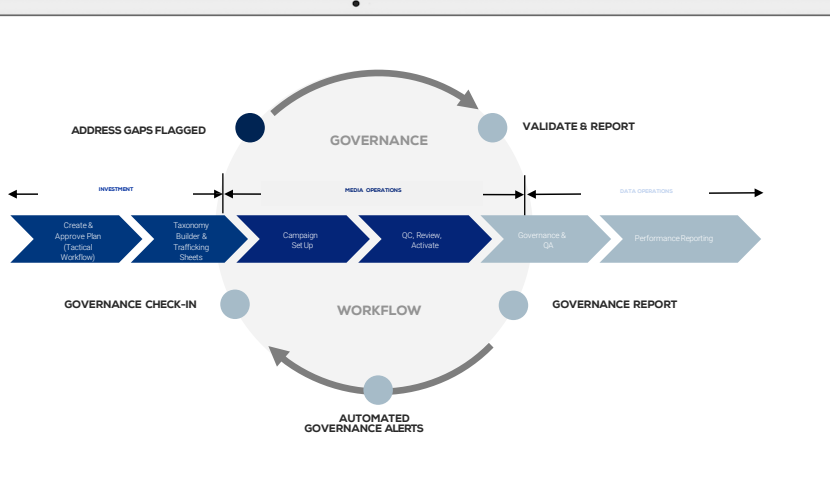 ADDRESS GAPS FLAGGED
VALIDATE & REPORT
GOVERNANCE
INVESTMENT
MEDIA OPERATIONS
DATA OPERATIONS
Create &
Approve Plan
(Tactical
Workflow)
Taxonomy
Builder &
Trafficking
Sheets
Campaign
Set Up
QC, Review,
Activate
Governance &
QA
Performance Reporting
GOVERNANCE CHECK-IN
WORKFLOW
GOVERNANCE REPORT
AUTOMATED
GOVERNANCE ALERTS